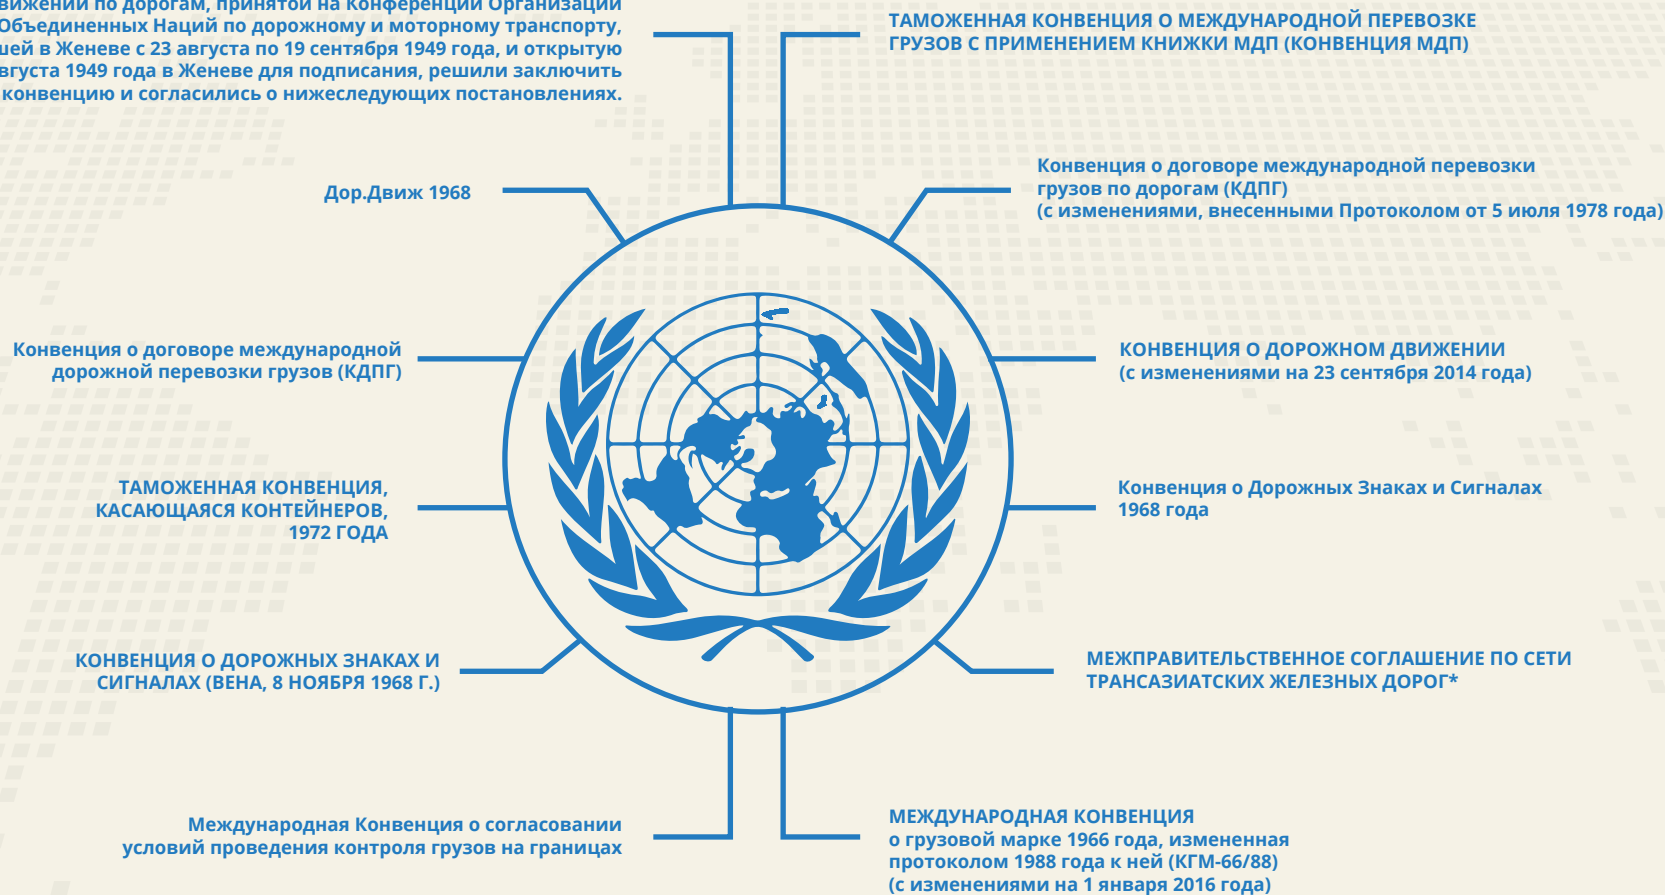 движении по дорогам, принятой на Конференции Организации
Объединенных Наций по дорожному и моторному транспорту,
в Женеве с 23 августа по 19 сентября 1949 года, и открытую
1949 года в Женеве для подписания, решили заключить
конвенцию и согласились о нижеследующих постановлениях.
ТАМОЖЕННАЯ КОНВЕНЦИЯ О МЕЖДУНАРОДНОЙ ПЕРЕВОЗКЕ
ГРУЗОВ С ПРИМЕНЕНИЕМ КНИЖКИ МДП (КОНВЕНЦИЯ МДП)
Дор.Движ 1968
Конвенция о договоре международной перевозки
грузов по дорогам (КДПГ)
(с изменениями, внесенными Протоколом от 5 июля 1978 года)
Конвенция о договоре международной
дорожной перевозки грузов (КДПГ)
КОНВЕНЦИЯ О ДОРОЖНОМ ДВИЖЕНИИ
(с изменениями на 23 сентября 2014 года)
ТАМОЖЕННАЯ КОНВЕНЦИЯ,
КАСАЮЩАЯСЯ КОНТЕЙНЕРОВ,
1972 ГОДА
Конвенция о Дорожных Знаках и Сигналах
1968 года
КОНВЕНЦИЯ О ДОРОЖНЫХ ЗНАКАХ И
СИГНАЛАХ (ВЕНА, 8 НОЯБРЯ 1968 Г.)
МЕЖПРАВИТЕЛЬСТВЕННОЕ СОГЛАШЕНИЕ ПО СЕТИ
ТРАНСАЗИАТСКИХ ЖЕЛЕЗНЫХ ДОРОГ*
Международная Конвенция о согласовании
условий проведения контроля грузов на границах
МЕЖДУНАРОДНАЯ КОНВЕНЦИЯ
о грузовой марке 1966 года, измененная
протоколом 1988 года к ней (КГМ-66/88)
(с изменениями на 1 января 2016 года)